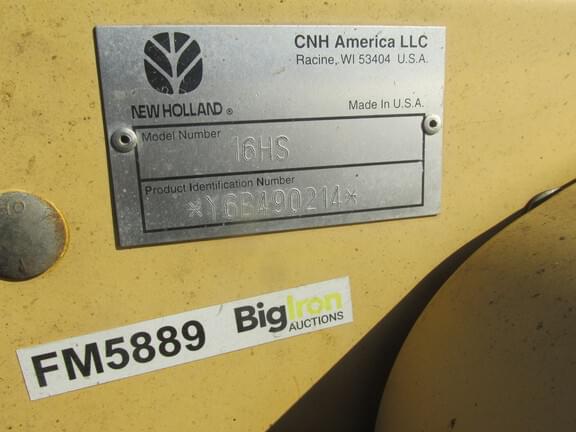 CNH America LLC
Racine, WI 53404 U.S.A.
NEW HOLLAND ®
Made in U.S.A.
Model Number
16HS
Product Identification Number
*Y6B490214*
FM5889
BigIron
AUCTIONS